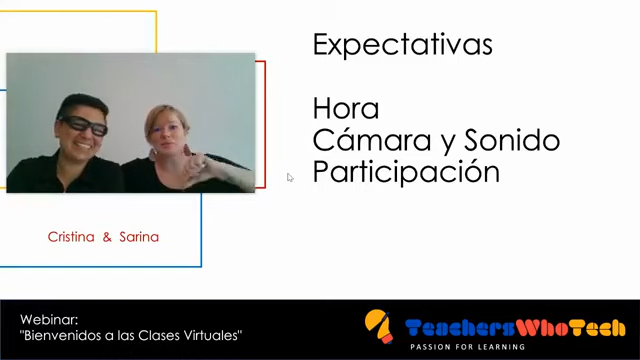 Expectativas
Hora
Cámara y Sonido
Participación
Cristina & Sarina
Webinar:
"Bienvenidos a las Clases Virtuales"
TeachersWhoTech
PASSION FOR LEARNING